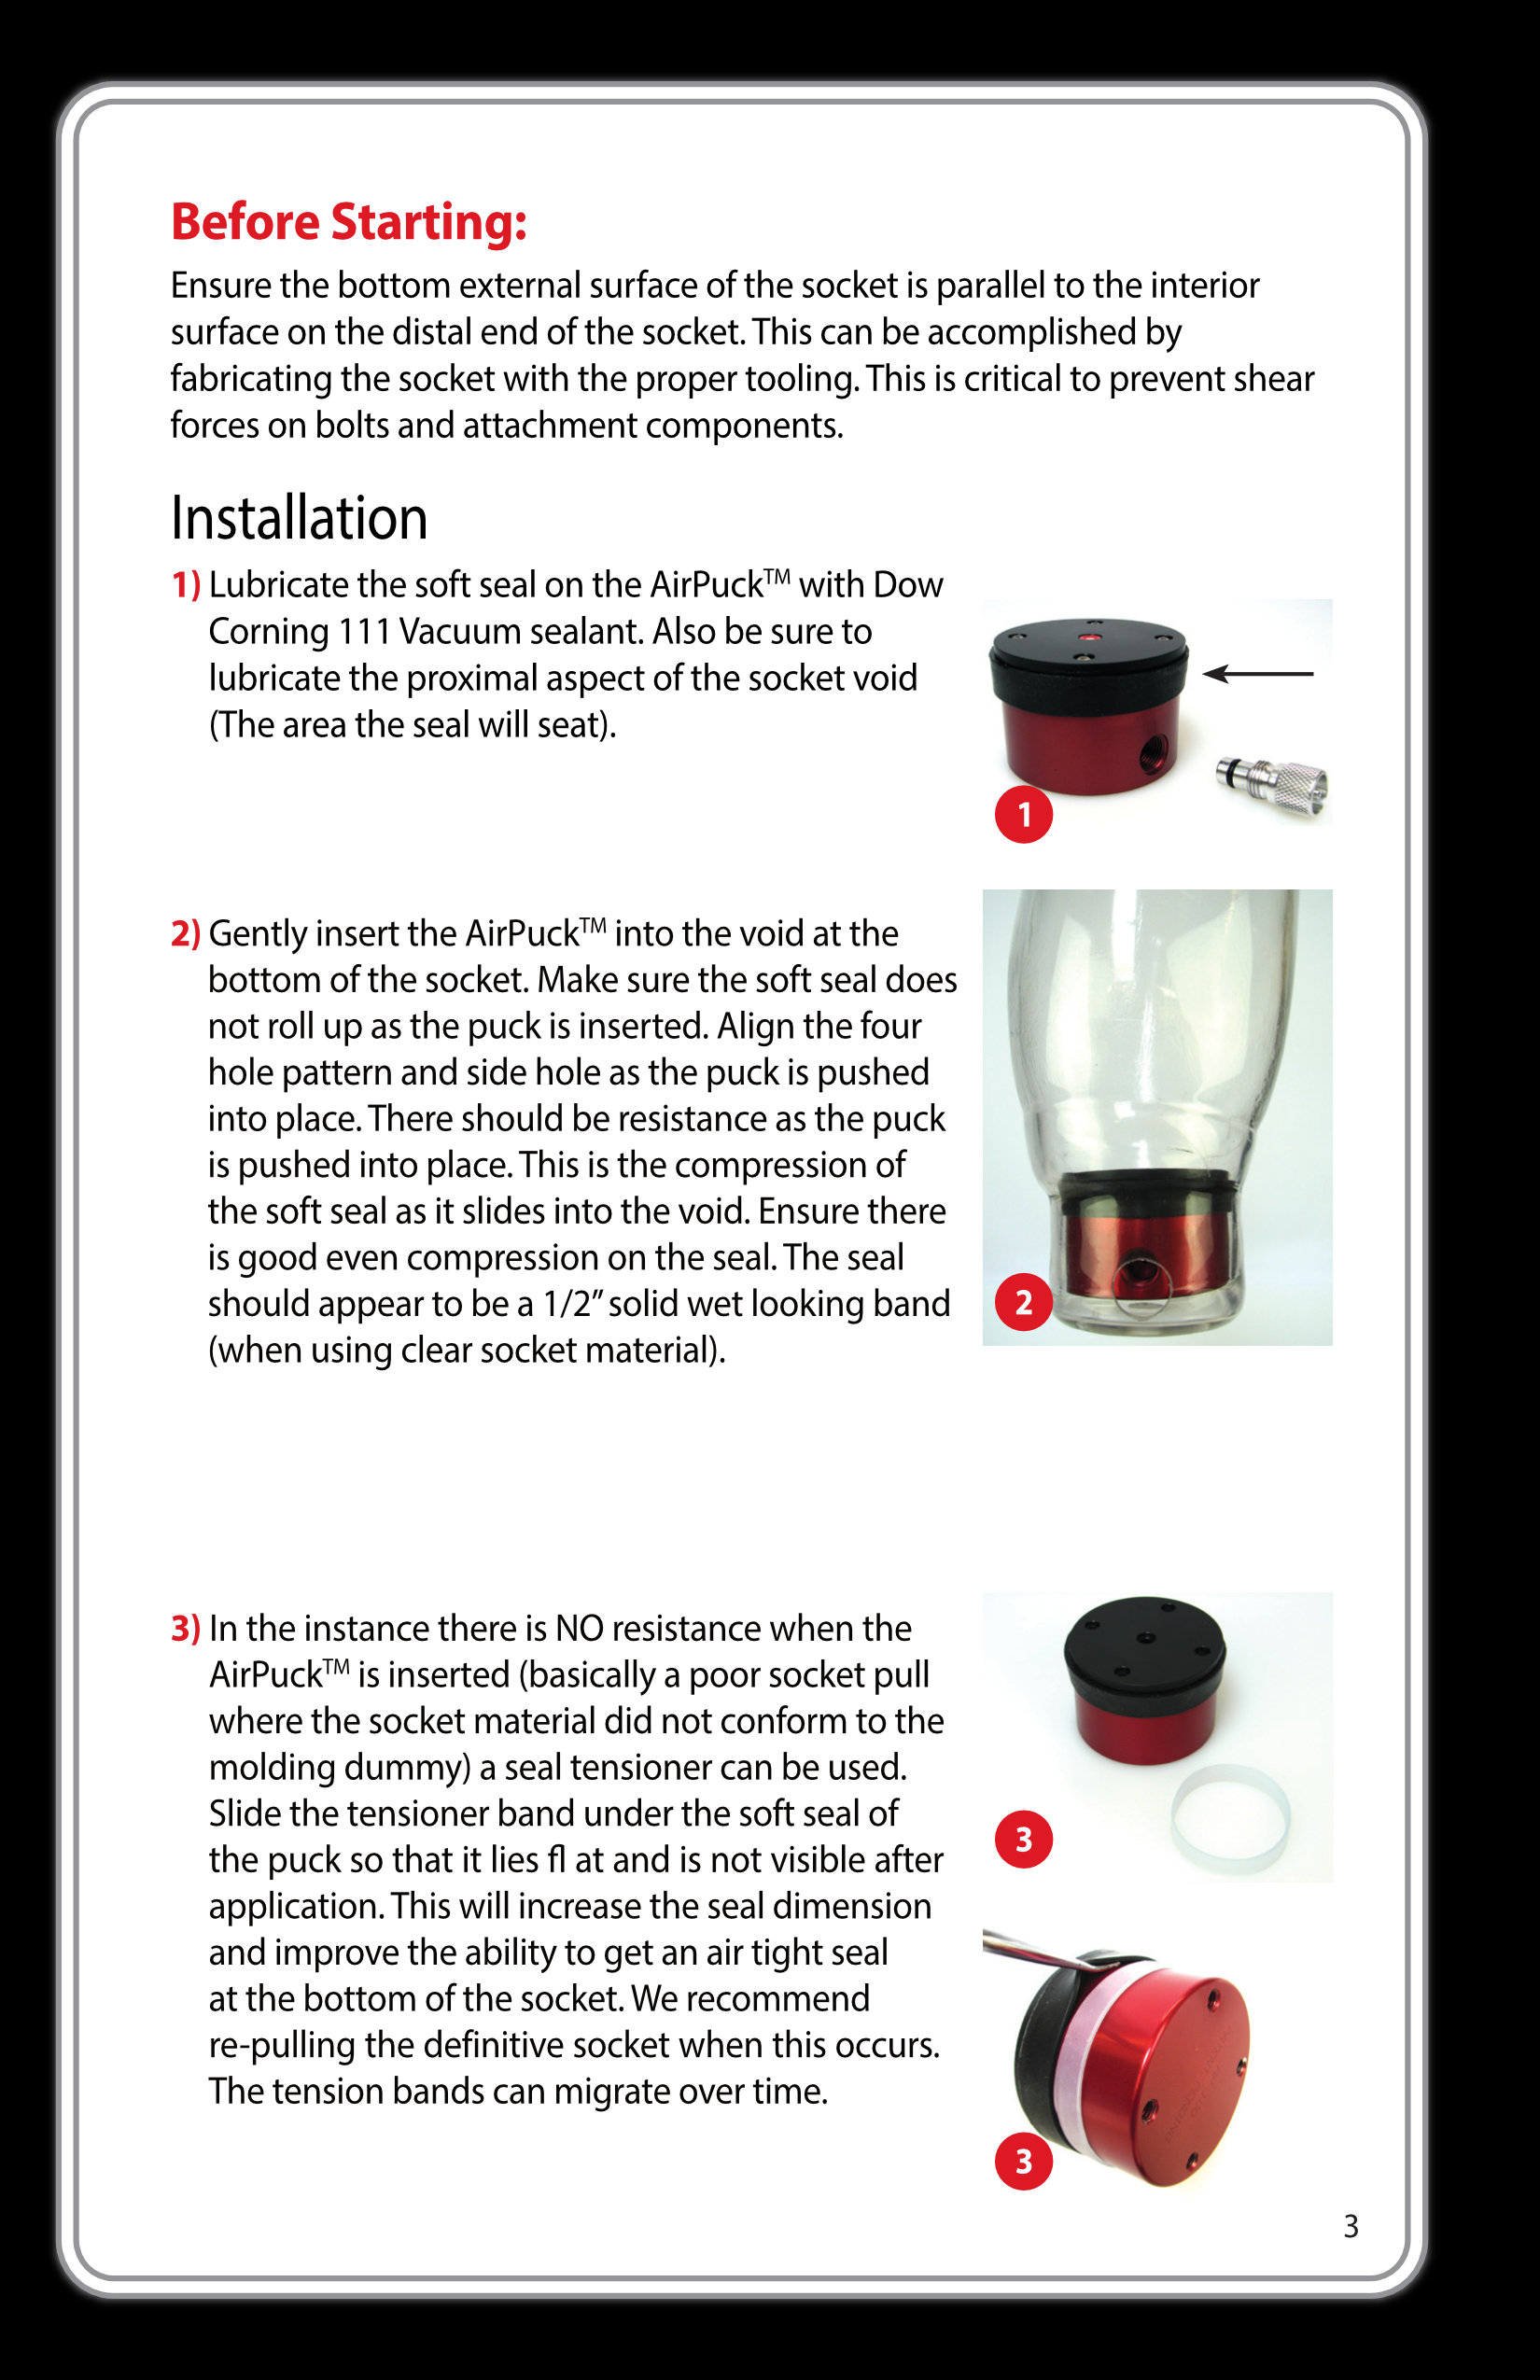 Before Starting:
Ensure the bottom external surface of the socket is parallel to the interior
surface on the distal end of the socket. This can be accomplished by
fabricating the socket with the proper tooling. This is critical to prevent shear
forces on bolts and attachment components.
Installation
1) Lubricate the soft seal on the AirPuck™ with Dow
Corning 111 Vacuum sealant. Also be sure to
lubricate the proximal aspect of the socket void
(The area the seal will seat).
1
2) Gently insert the AirPuck™ into the void at the
bottom of the socket. Make sure the soft seal does
not roll up as the puck is inserted. Align the four
hole pattern and side hole as the puck is pushed
into place. There should be resistance as the puck
is pushed into place. This is the compression of
the soft seal as it slides into the void. Ensure there
is good even compression on the seal. The seal
should appear to be a 1/2” solid wet looking band
(when using clear socket material).
2
3) In the instance there is NO resistance when the
AirPuck™ is inserted (basically a poor socket pull
where the socket material did not conform to the
molding dummy) a seal tensioner can be used.
Slide the tensioner band under the soft seal of
the puck so that it lies fl at and is not visible after
application. This will increase the seal dimension
and improve the ability to get an air tight seal
at the bottom of the socket. We recommend
re-pulling the definitive socket when this occurs.
The tension bands can migrate over time.
3
3
3